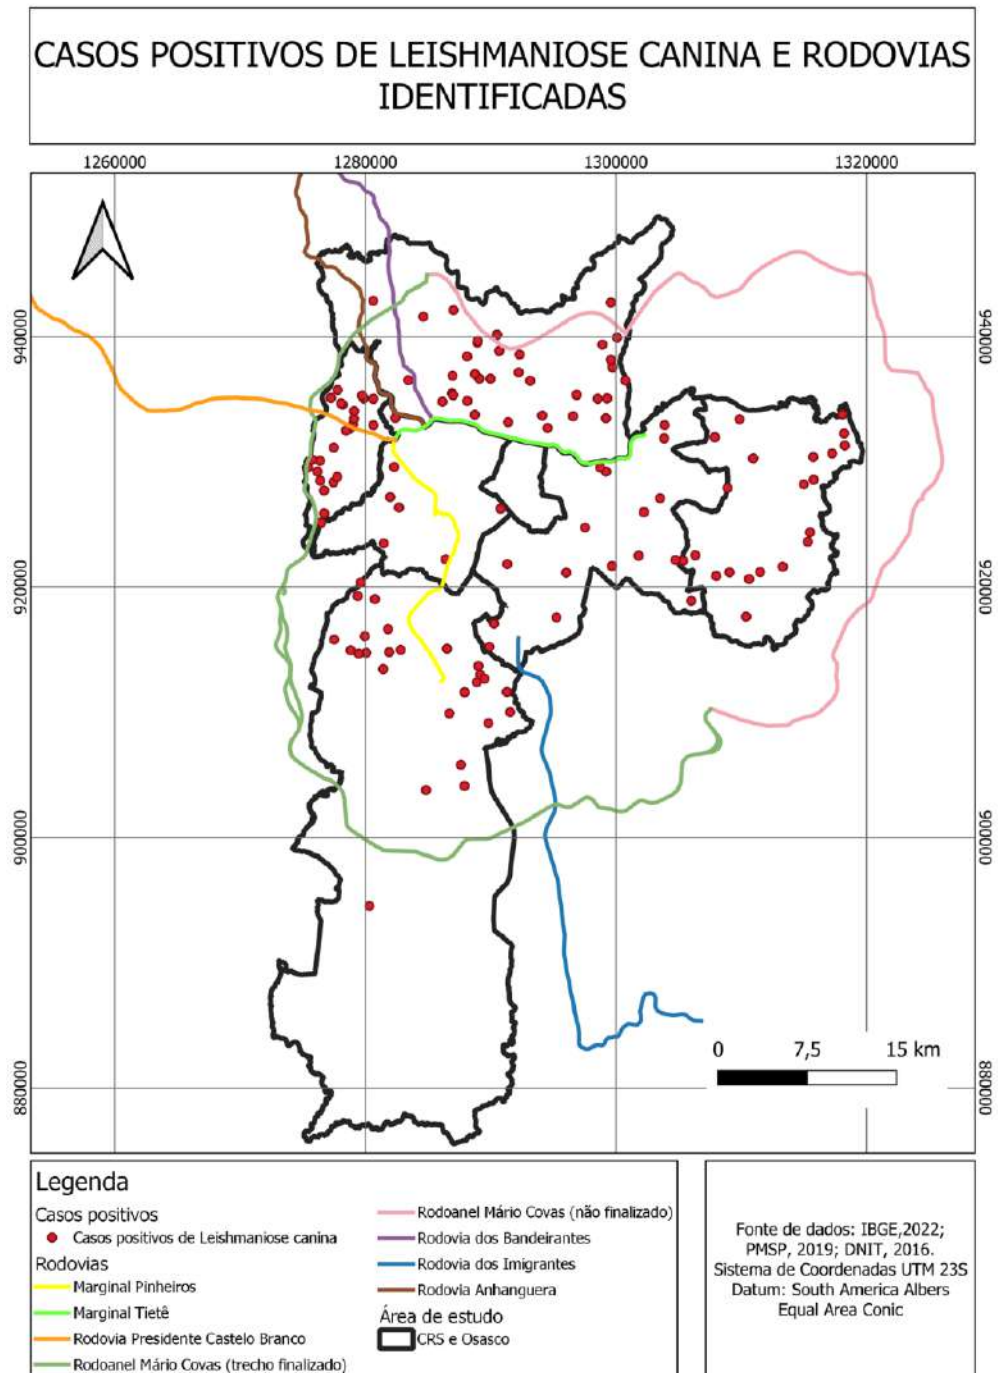 CASOS POSITIVOS DE LEISHMANIOSE CANINA E RODOVIAS
IDENTIFICADAS
1260000
1280000
1300000
1320000
940000
940000
920000
920000
900000
900000
880000
880000
0
7,5
15 km
Legenda
Casos positivos
Casos positivos de Leishmaniose canina
Rodovias
Marginal Pinheiros
Marginal Tietê
Rodovia Presidente Castelo Branco
Rodoanel Mário Covas (trecho finalizado)
Rodoanel Mário Covas (não finalizado)
Rodovia dos Bandeirantes
Rodovia dos Imigrantes
Rodovia Anhanguera
Área de estudo
CRS e Osasco
Fonte de dados: IBGE,2022;
PMSP, 2019; DNIT, 2016.
Sistema de Coordenadas UTM 23S
Datum: South America Albers
Equal Area Conic